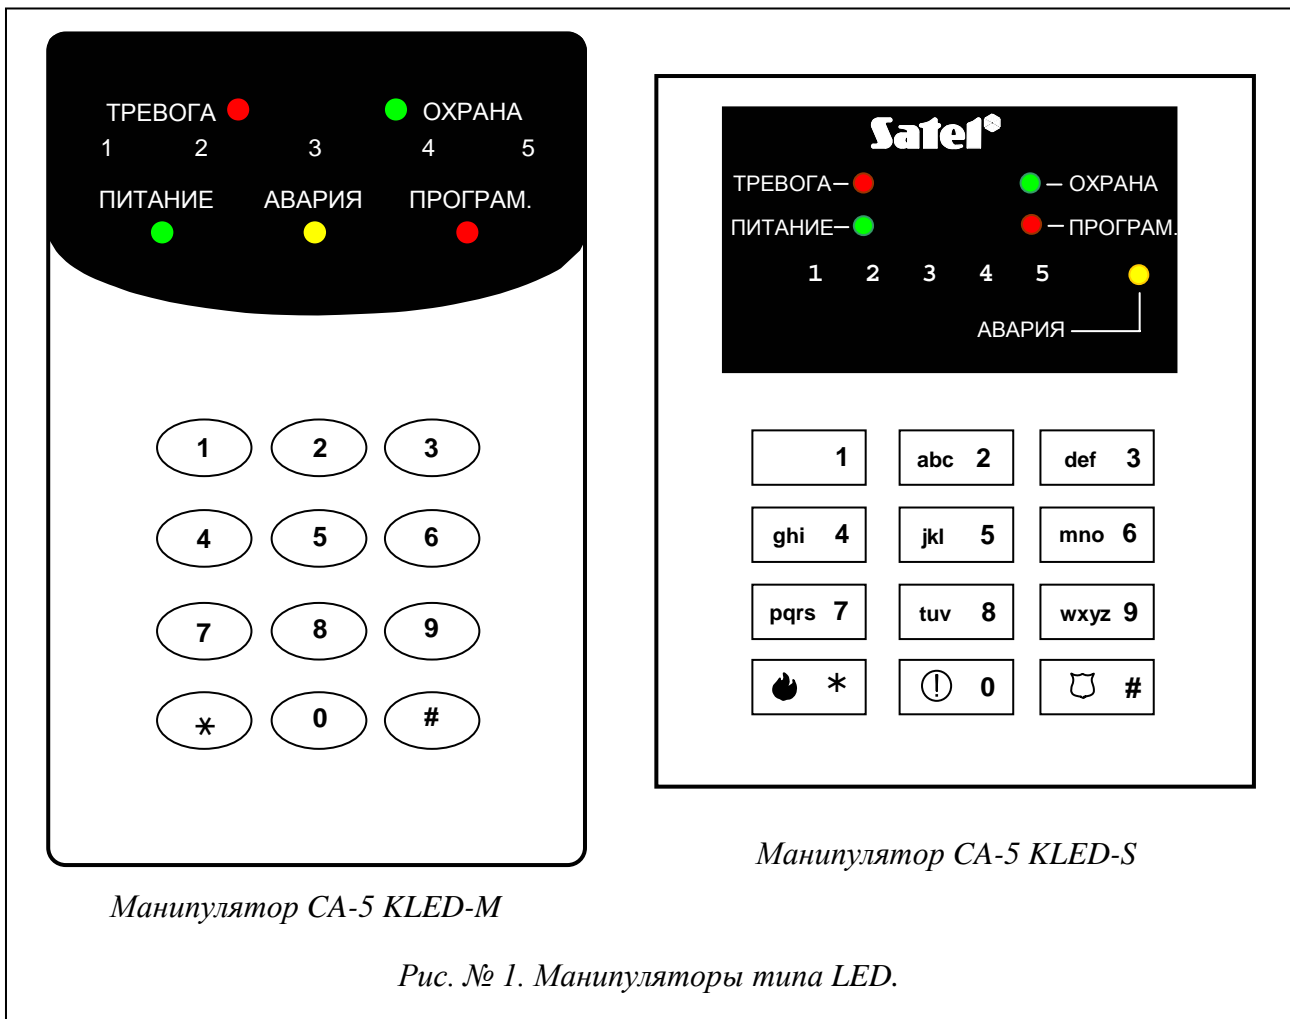 ТРЕВОГА ОХРАНА
1 2 3 4 5
ПИТАНИЕ АВАРИЯ ПРОГРАМ.
1 2 3
4 5 6
7 8 9
* 0 #
Манипулятор CA-5 KLED-M
Satel®
ТРЕВОГА ОХРАНА
ПИТАНИЕ ПРОГРАМ.
1 2 3 4 5
АВАРИЯ
1 abc 2 def 3
ghi 4 jkl 5 mno 6
pqrs 7 tuv 8 wxyz 9
* ! 0 #
Манипулятор CA-5 KLED-S
Рис. № 1. Манипуляторы типа LED.